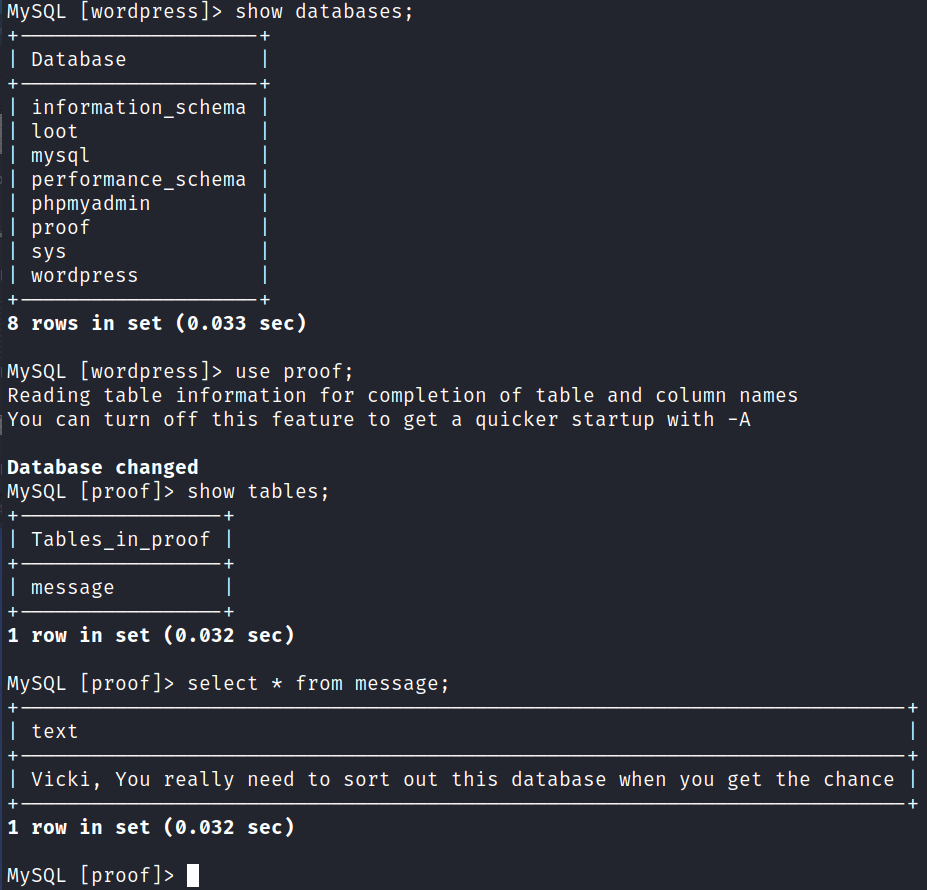 MySQL [wordpress]> show databases;
+--------------------+
| Database           |
+--------------------+
| information_schema |
| loot               |
| mysql              |
| performance_schema |
| phpmyadmin         |
| proof              |
| sys                |
| wordpress          |
+--------------------+
8 rows in set (0.033 sec)

MySQL [wordpress]> use proof;
Reading table information for completion of table and column names
You can turn off this feature to get a quicker startup with -A

Database changed
MySQL [proof]> show tables;
+-----------------+
| Tables_in_proof |
+-----------------+
| message         |
+-----------------+
1 row in set (0.032 sec)

MySQL [proof]> select * from message;
+--------------------------------------------------------------------------+
| text                                                                     |
+--------------------------------------------------------------------------+
| Vicki, You really need to sort out this database when you get the chance |
+--------------------------------------------------------------------------+
1 row in set (0.032 sec)

MySQL [proof]>